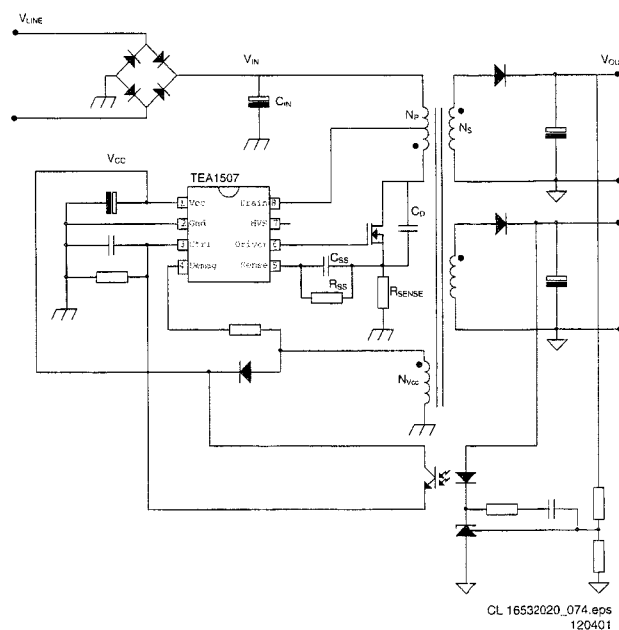 VLINE
VOU
VIN
CIN
NP
NS
VCC
TEA1507
1 Vcc Drain 8
2 Gnd HVS 7
3 Ctrl Driver 6
4 Demag Sense 5
CD
CSS
RSS
RSENSE
NVcc
CL 16532020_074.eps
120401